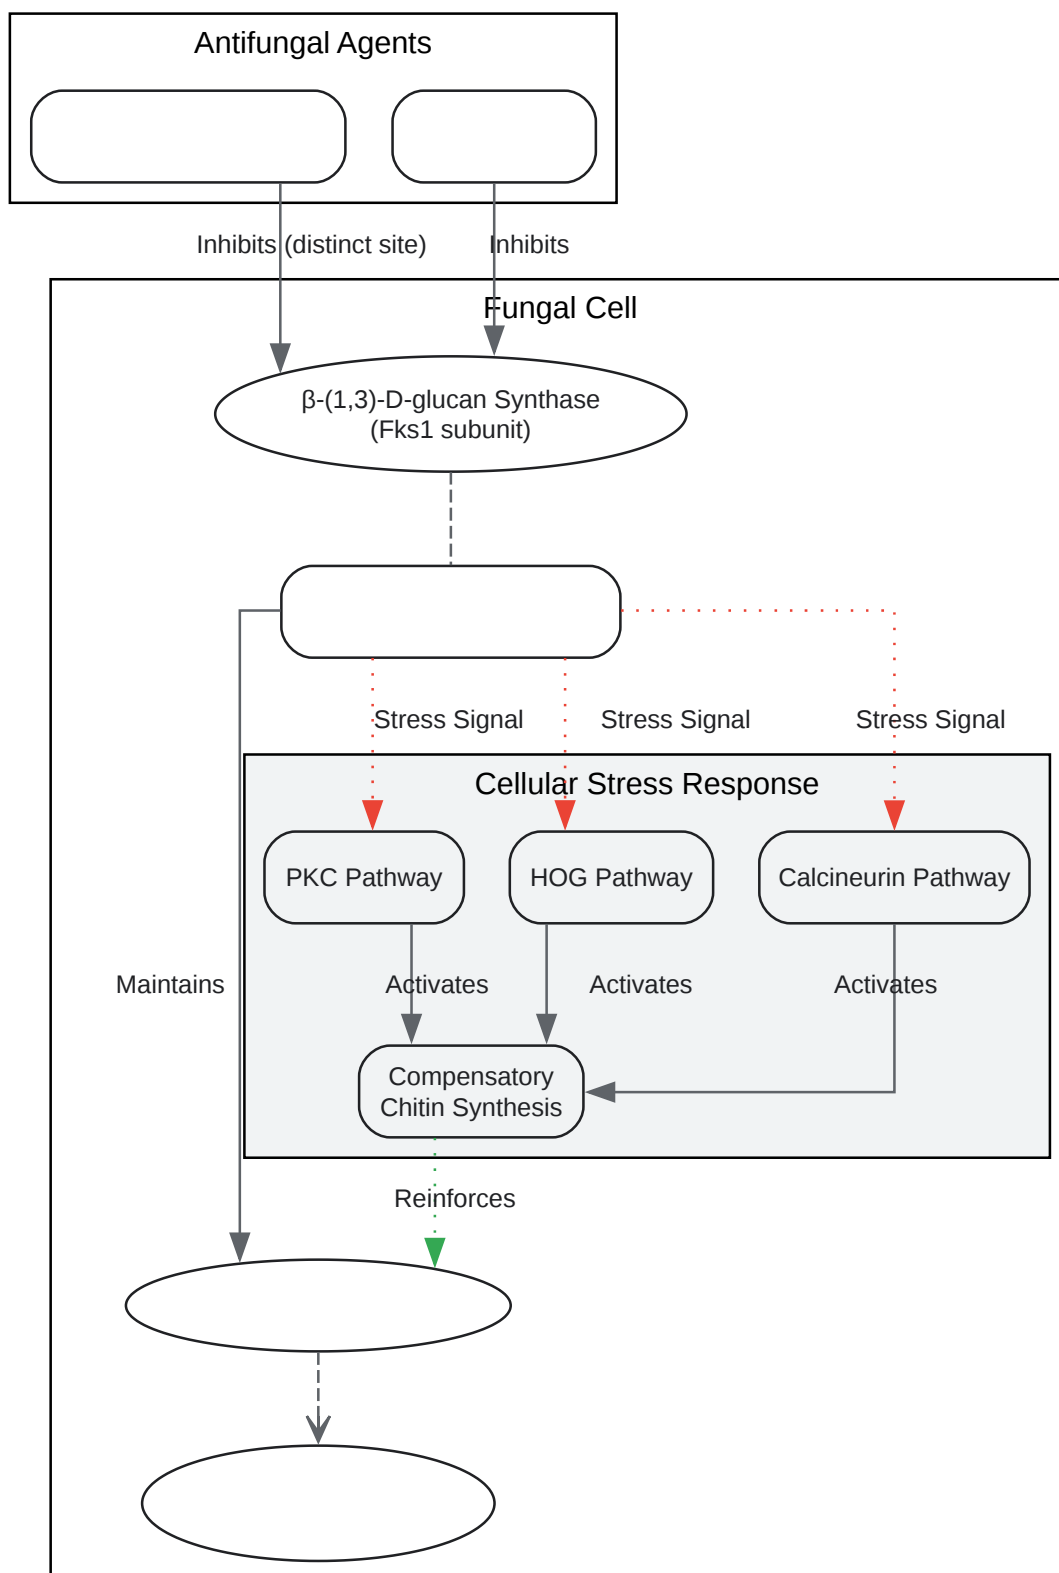 Antifungal Agents
Inhibits (distinct site)
Inhibits
Fungal Cell
β-(1,3)-D-glucan Synthase
(Fks1 subunit)
Stress Signal
Stress Signal
Stress Signal
Cellular Stress Response
PKC Pathway
HOG Pathway
Calcineurin Pathway
Maintains
Activates
Activates
Activates
Compensatory
Chitin Synthesis
Reinforces